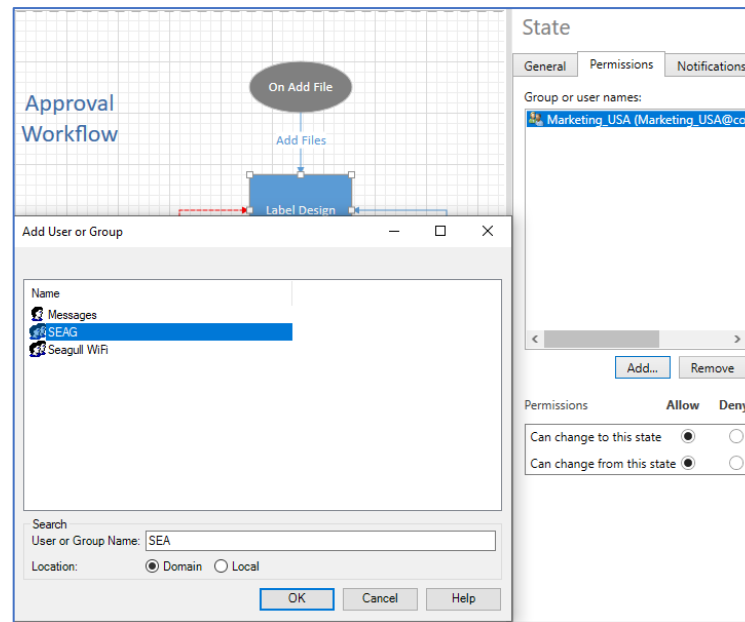 State
General
Permissions
Notifications
Group or user names:
Marketing_USA (Marketing_USA@co
Approval
Workflow
On Add File
Add Files
Label Design
Add User or Group
Name
Messages
SEAG
Seagull WiFi
Add...
Remove
Permissions
Allow
Deny
Can change to this state
Can change from this state
Search
User or Group Name:
SEA
Location:
Domain
Local
OK
Cancel
Help